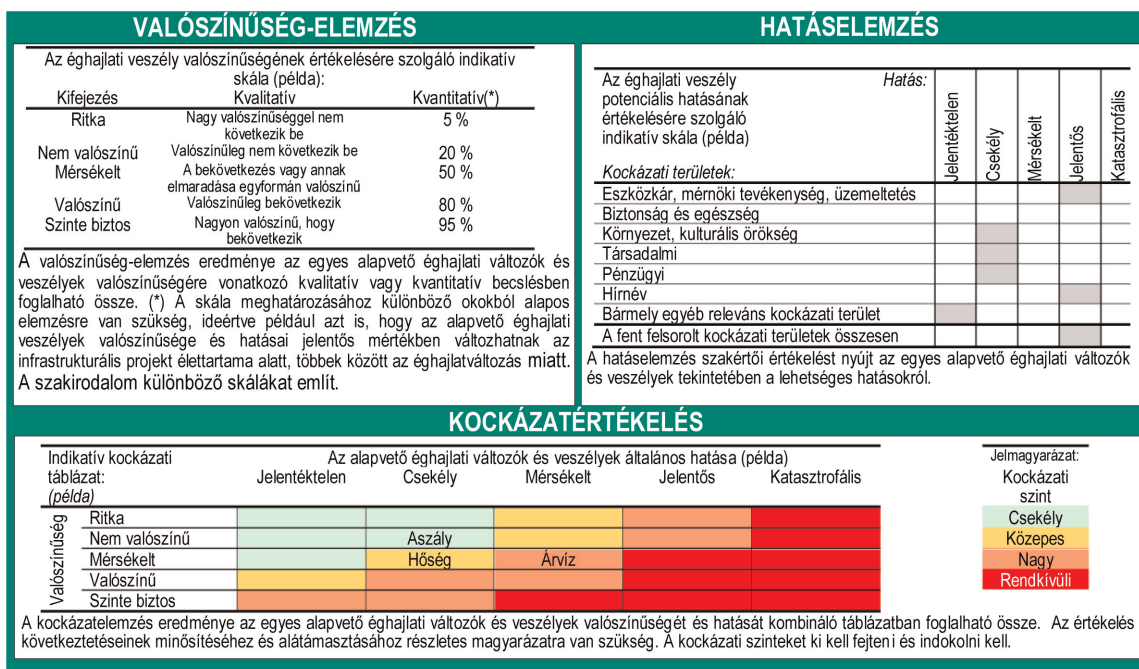 VALÓSZÍNŰSÉG-ELEMZÉS
Az éghajlati veszély valószínűségének értékelésére szolgáló indikatív
skála (példa):
Kifejezés Kvalitatív Kvantitatív(*)
Ritka Nagy valószínűséggel nem következik be 5 %
Nem valószínű Valószínűleg nem következik be 20 %
Mérsékelt A bekövetkezés vagy annak elmaradása egyformán valószínű 50 %
Valószínű Valószínűleg bekövetkezik 80 %
Szinte biztos Nagyon valószínű, hogy bekövetkezik 95 %
A valószínűség-elemzés eredménye az egyes alapvető éghajlati változók és
veszélyek valószínűségére vonatkozó kvalitatív vagy kvantitatív becslésben
foglalható össze. (*) A skála meghatározásához különböző okokból alapos
elemzésre van szükség, ideértve például azt is, hogy az alapvető éghajlati
veszélyek valószínűsége és hatásai jelentős mértékben változhatnak az
infrastrukturális projekt élettartama alatt, többek között az éghajlatváltozás miatt.
A szakirodalom különböző skálákat említ.
HATÁSELEMZÉS
Az éghajlati veszély
potenciális hatásának
értékelésére szolgáló
indikatív skála (példa)
Hatás:
Jelentéktelen
Csekély
Mérsékelt
Jelentős
Katasztrofális
Kockázati területek:
Eszközkár, mérnöki tevékenység, üzemeltetés
Biztonság és egészség
Környezet, kulturális örökség
Társadalmi
Pénzügyi
Hírnév
Bármely egyéb releváns kockázati terület
A fent felsorolt kockázati területek összesen
A hatáselemzés szakértői értékelést nyújt az egyes alapvető éghajlati változók
és veszélyek tekintetében a lehetséges hatásokról.
KOCKÁZATÉRTÉKELÉS
Indikatív kockázati
táblázat:
(példa)
Az alapvető éghajlati változók és veszélyek általános hatása (példa)
Jelentéktelen Csekély Mérsékelt Jelentős Katasztrofális
Valószínűség
Ritka
Nem valószínű Aszály
Mérsékelt Hőség Árvíz
Valószínű
Szinte biztos
Jelmagyarázat:
Kockázati
szint
Csekély
Közepes
Nagy
Rendkívüli
A kockázatelemzés eredménye az egyes alapvető éghajlati változók és veszélyek valószínűségét és hatását kombináló táblázatban foglalható össze. Az értékelés
következtetéseinek minősítéséhez és alátámasztásához részletes magyarázatra van szükség. A kockázati szinteket ki kell fejteni és indokolni kell.